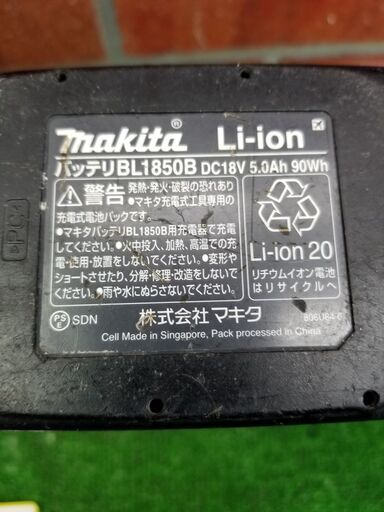 makita ® Li-ion
バッテリBL1850B DC18V 5.0Ah 90Wh
⚠警告 発熱・発火・破裂の恐れあり
•マキタ充電式工具専用の
充電式電池パックです。
•マキタバッテリBL1850B用充電器で充電
してください。•火中投入、加熱、高温での充
電・使用・放置をしないでください。•変形や
ショートさせたり、分解・修理・改造をしないで
ください。•雨や水にぬらさないでください。
Li-ion 20
リチウムイオン電池
はリサイクルへ
PC
PSE SDN
株式会社マキタ
Cell Made in Singapore, Pack processed in China